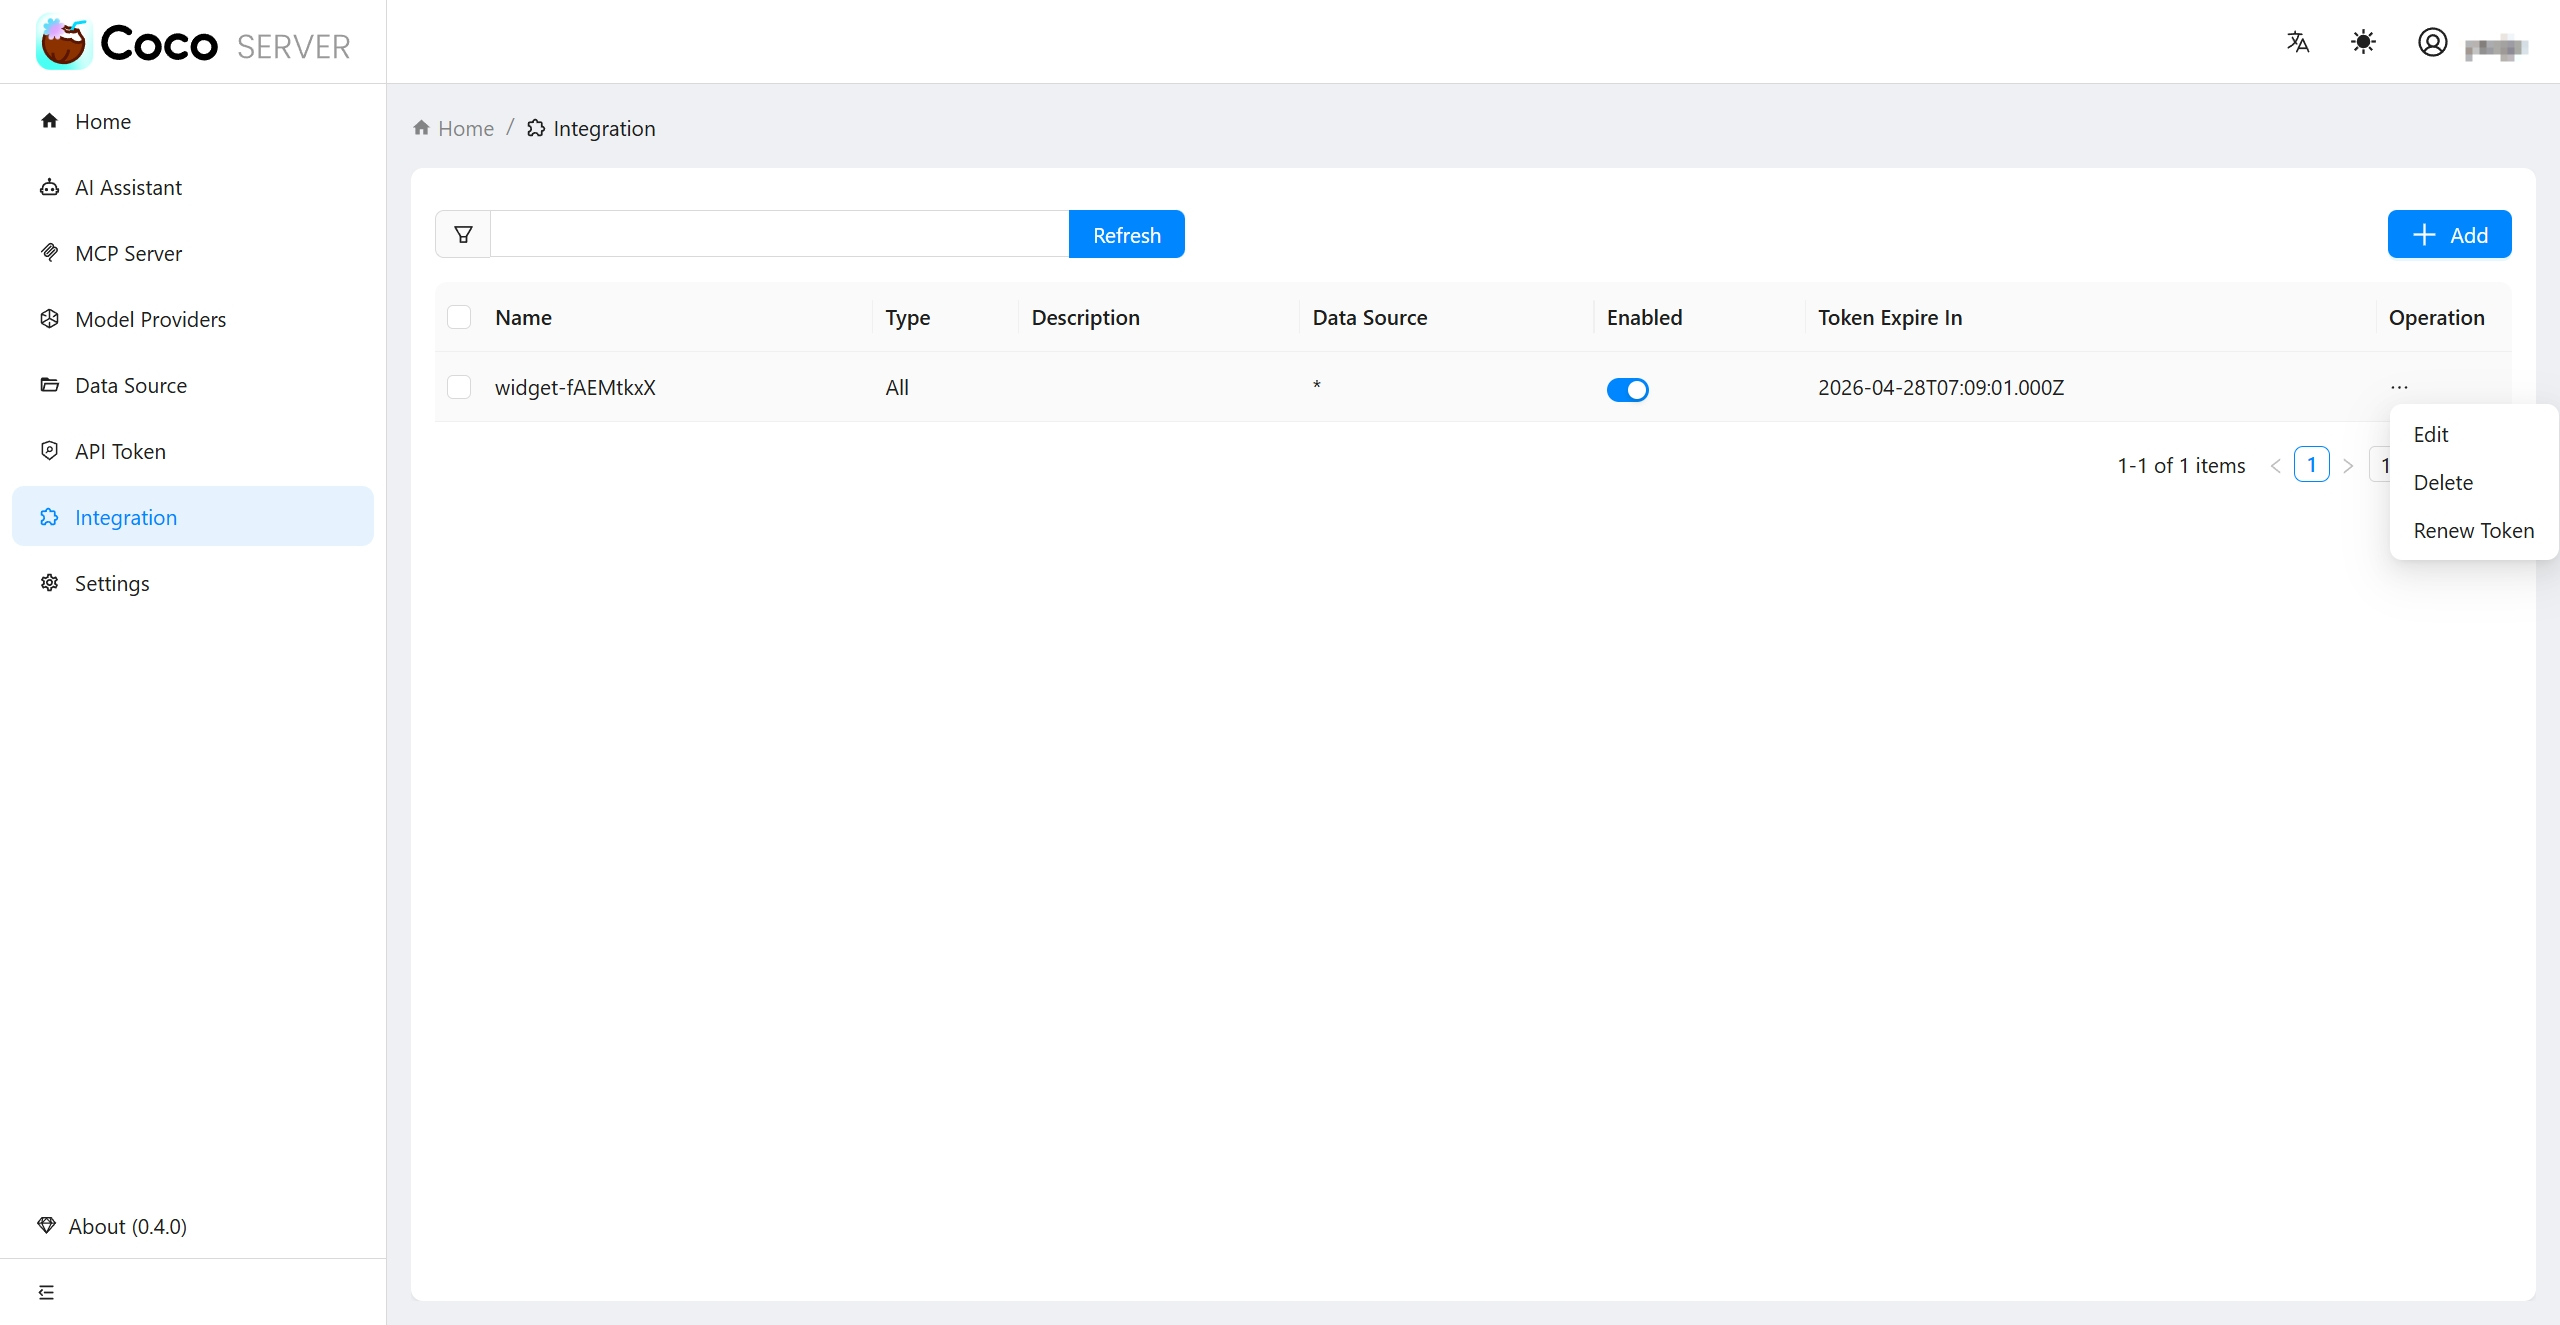 Coco SERVER
Home
AI Assistant
MCP Server
Model Providers
Data Source
API Token
Integration
Settings
About (0.4.0)
Home / Integration
Refresh
Add
Name Type Description Data Source Enabled Token Expire In Operation
widget-fAEMtkxX All * 2026-04-28T07:09:01.000Z ...
1-1 of 1 items < 1 >
Edit
Delete
Renew Token